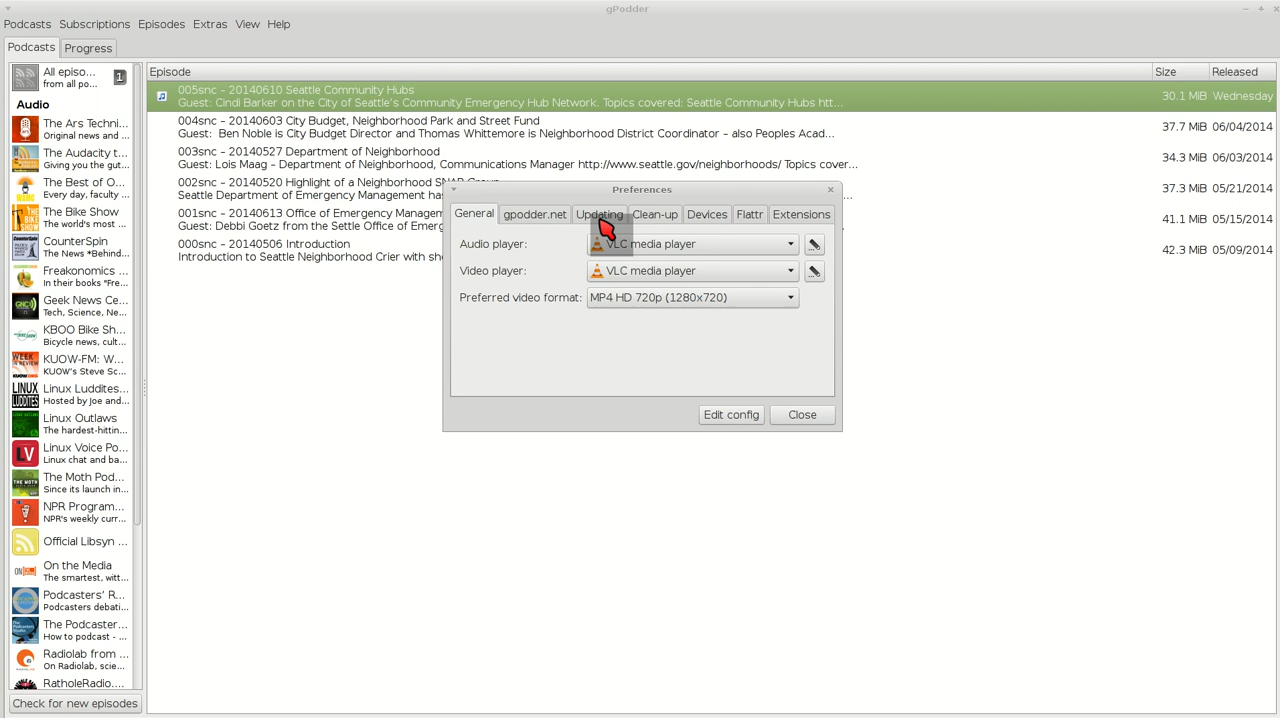 gPodder
Podcasts Subscriptions Episodes Extras View Help
Podcasts Progress
All episo...
from all po...
1
Audio
The Ars Techni...
Original news and ...
The Audacity t...
Giving you the gut...
The Best of O...
Every day, faculty ...
The Bike Show
www.resonancefm....
CounterSpin
The News *Behind...
Freakonomics ...
In their books "Fre...
Geek News Ce...
Tech, Science, Ne...
KBOO Bike Sh...
Bicycle news, cult...
KUOW-FM: W...
KUOW's Steve Sc...
Linux Luddites...
Hosted by Joe and...
Linux Outlaws
The hardest-hittin...
Linux Voice Po...
Linux chat and ba...
The Moth Pod...
Since its launch in...
NPR Program...
NPR's weekly curr...
Official Libsyn ...
On the Media
The smartest, witt...
Podcasters' R...
Podcasters debati...
The Podcaster...
How to podcast - ...
Radiolab from ...
On Radiolab, scie...
RatholeRadio....
Check for new episodes
Episode Size Released
005snc - 20140610 Seattle Community Hubs
Guest: Cindi Barker on the City of Seattle's Community Emergency Hub Network. Topics covered: Seattle Community Hubs htt...
30.1 MiB Wednesday
004snc - 20140603 City Budget, Neighborhood Park and Street Fund
Guest: Ben Noble is City Budget Director and Thomas Whittemore is Neighborhood District Coordinator - also Peoples Acad...
37.7 MiB 06/04/2014
003snc - 20140527 Department of Neighborhood
Guest: Lois Maag - Department of Neighborhood, Communications Manager http://www.seattle.gov/neighborhoods/ Topics cover...
34.3 MiB 06/03/2014
002snc - 20140520 Highlight of a Neighborhood SNAP Group
Seattle Department of Emergency Management ha
37.3 MiB 05/21/2014
001snc - 20140613 Office of Emergency Managem
Guest: Debbi Goetz from the Settle Office of Emerg
41.1 MiB 05/15/2014
000snc - 20140506 Introduction
Introduction to Seattle Neighborhood Crier with sh
42.3 MiB 05/09/2014
Preferences
General gpodder.net Updating Clean-up Devices Flattr Extensions
Audio player: VLC media player
Video player: VLC media player
Preferred video format: MP4 HD 720p (1280x720)
Edit config Close